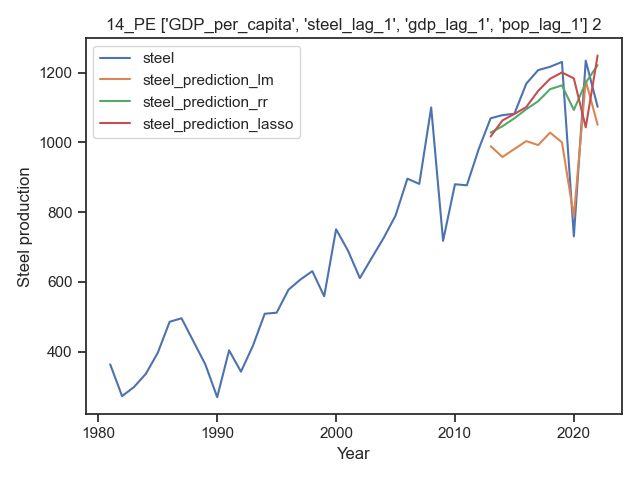 14_PE ['GDP_per_capita', 'steel_lag_1', 'gdp_lag_1', 'pop_lag_1'] 2
steel
steel_prediction_lm
steel_prediction_rr
steel_prediction_lasso
Steel production
1200
1000
800
600
400
1980
1990
2000
2010
2020
Year